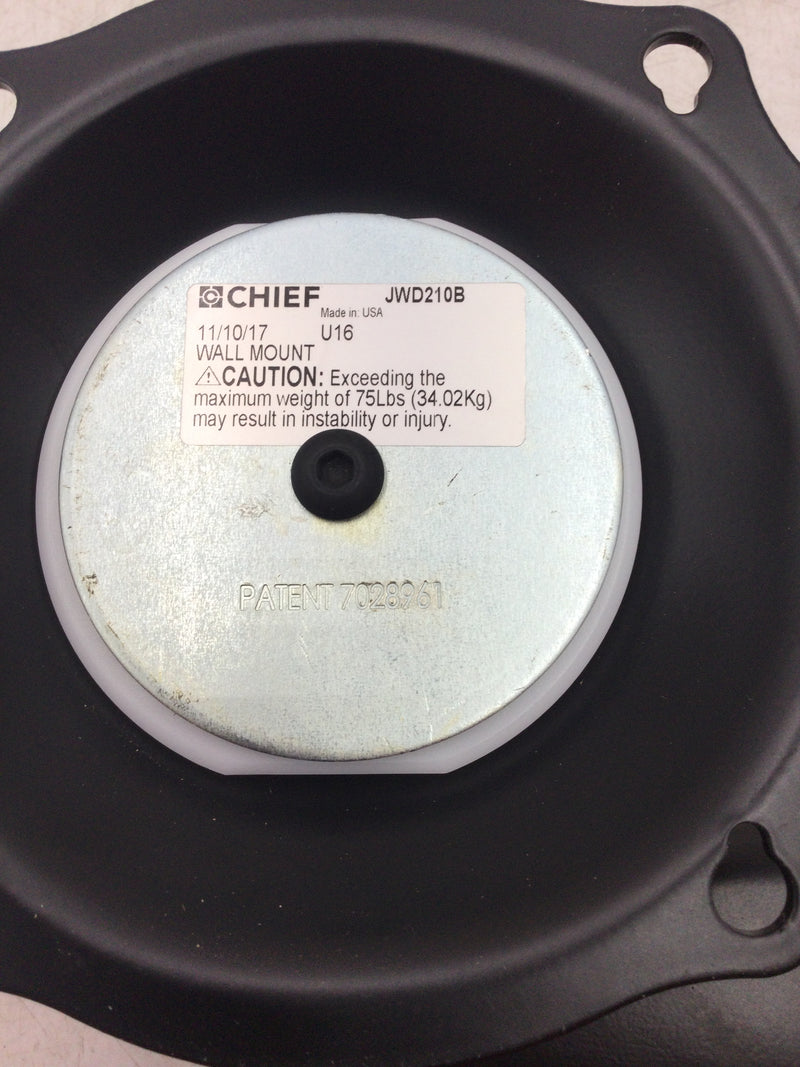 CHIEF JWD210B
Made in: USA
11/10/17 U16
WALL MOUNT
CAUTION: Exceeding the
maximum weight of 75Lbs (34.02Kg)
may result in instability or injury.
PATENT 7028961